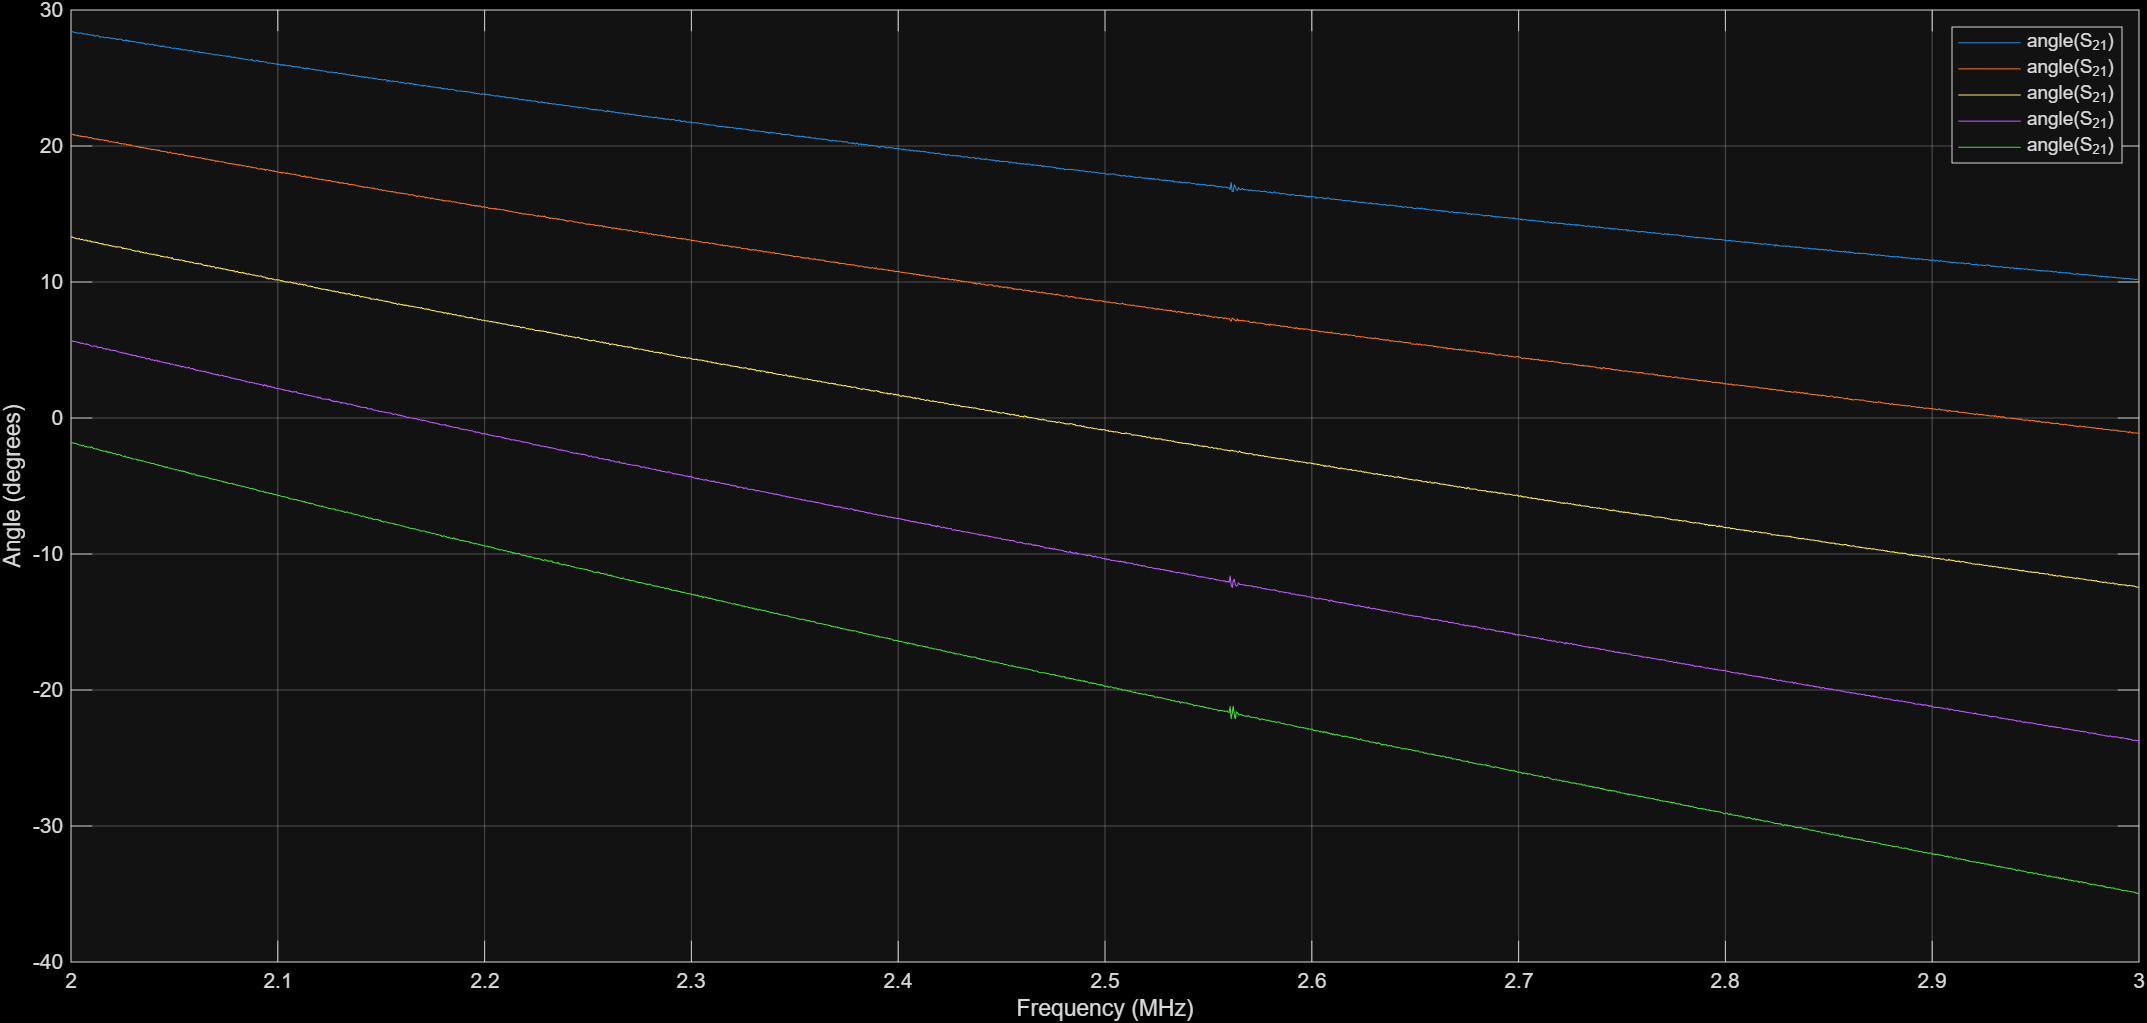 30
20
10
0
-10
-20
-30
-40
Angle (degrees)
2 2.1 2.2 2.3 2.4 2.5 2.6 2.7 2.8 2.9 3
Frequency (MHz)
angle(S₂₁)
angle(S₂₁)
angle(S₂₁)
angle(S₂₁)
angle(S₂₁)